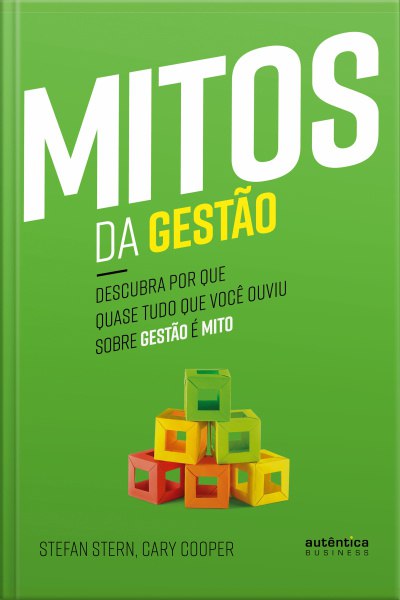 MITOS
DA GESTÃO
DESCUBRA POR QUE
QUASE TUDO QUE VOCÊ OUVIU
SOBRE GESTÃO É MITO
STEFAN STERN, CARY COOPER
autêntica
BUSINESS